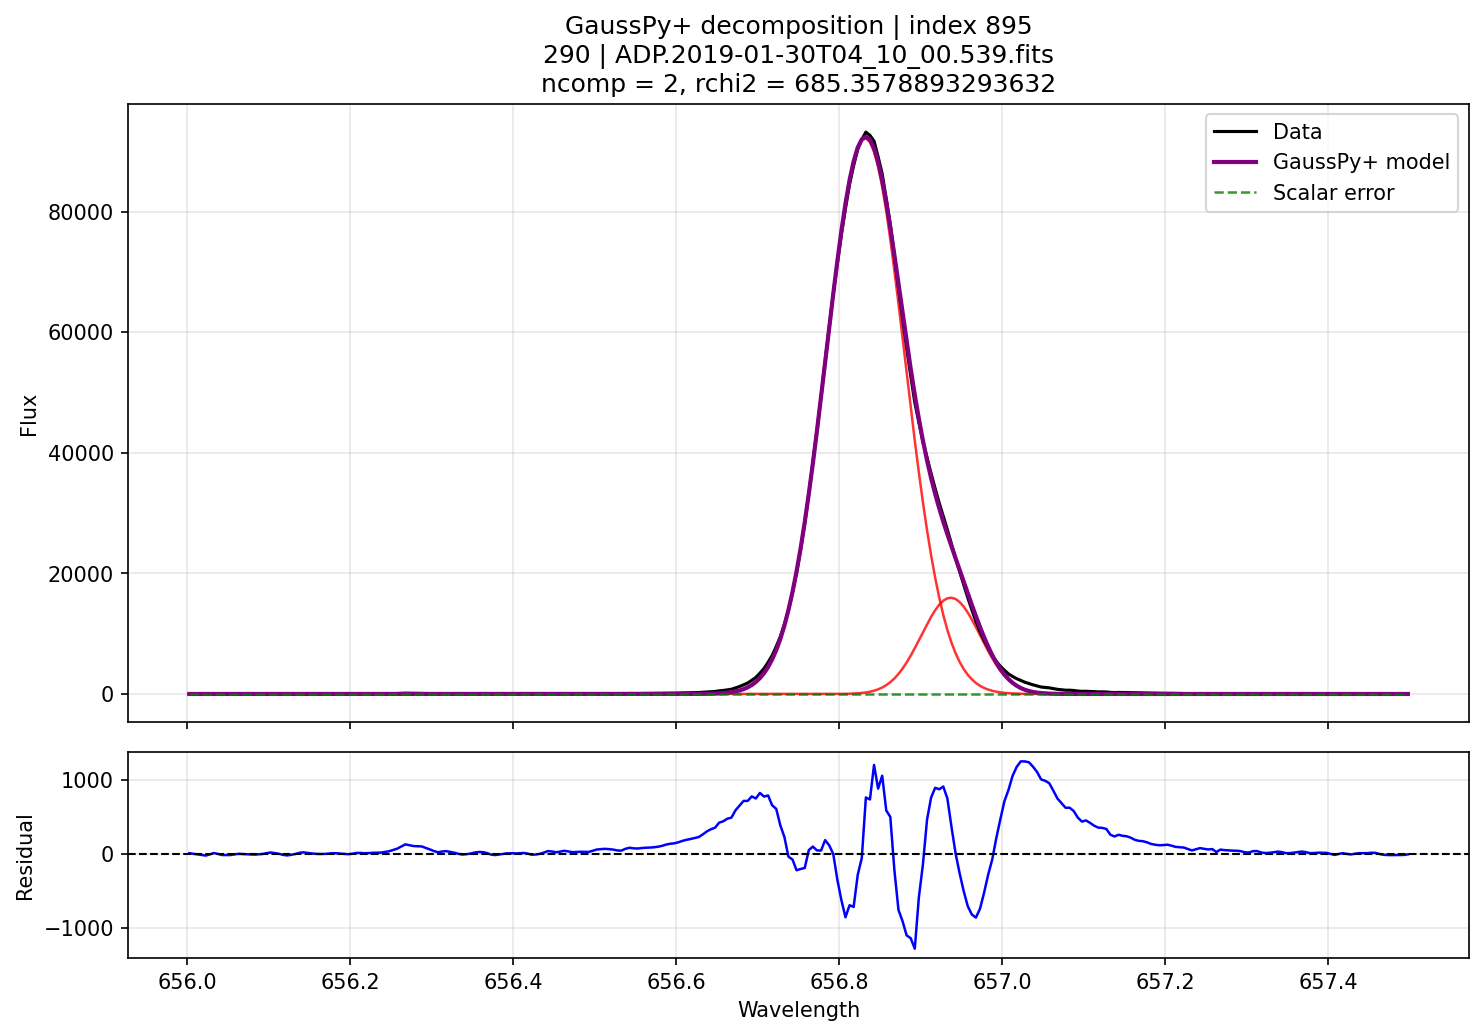 GaussPy+ decomposition | index 895
290 | ADP.2019-01-30T04_10_00.539.fits
ncomp = 2, rchi2 = 685.3578893293632
Data
GaussPy+ model
Scalar error
Flux
80000
60000
40000
20000
0
Residual
1000
0
−1000
656.0 656.2 656.4 656.6 656.8 657.0 657.2 657.4
Wavelength